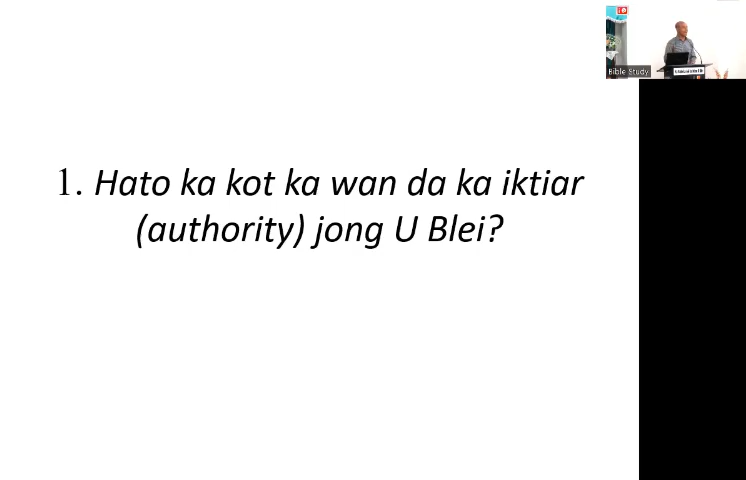 1. Hato ka kot ka wan da ka iktiar
(authority) jong U Blei?
Bible Study